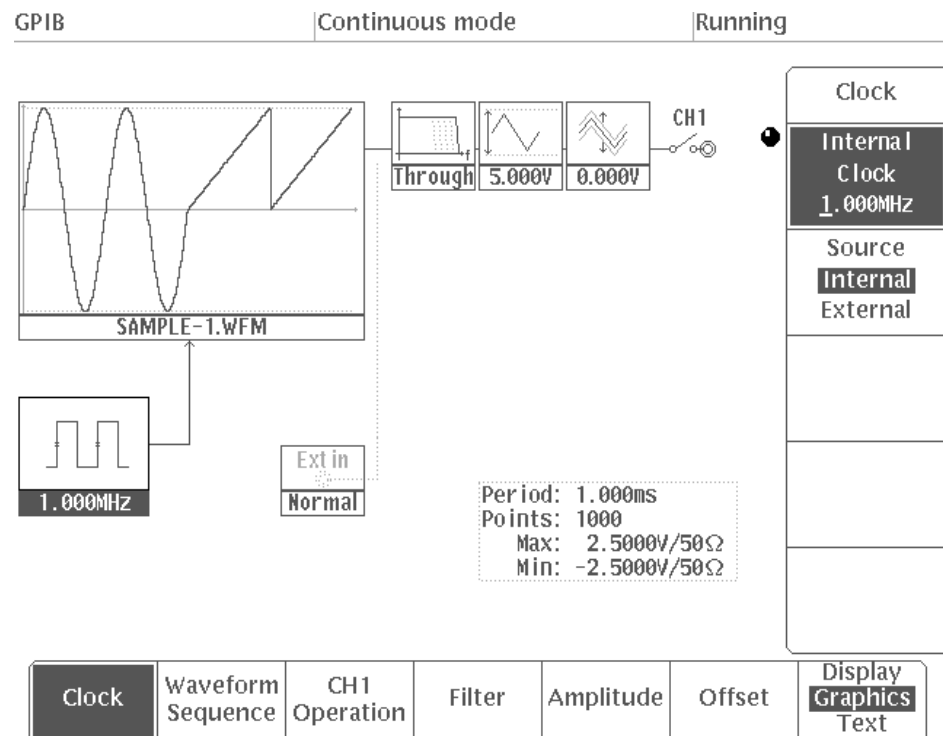 GPIB
Continuous mode
Running
Clock
Internal
Clock
1.000MHz
Source
Internal
External
CH1
f
Through
5.000V
0.000V
SAMPLE-1.WFM
1.000MHz
Ext in
Normal
Period: 1.000ms
Points: 1000
Max: 2.5000V/50Ω
Min: -2.5000V/50Ω
Clock
Waveform
Sequence
CH1
Operation
Filter
Amplitude
Offset
Display
Graphics
Text